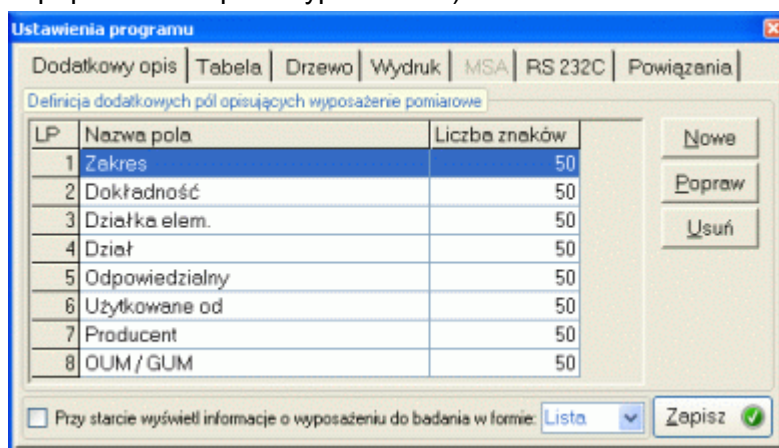 Ustawienia programu
Dodatkowy opis Tabela Drzewo Wydruk MSA RS 232C Powiązania
Definicja dodatkowych pól opisujących wyposażenie pomiarowe
LP Nazwa pola Liczba znaków
1 Zakres 50
2 Dokładność 50
3 Działka elem. 50
4 Dział 50
5 Odpowiedzialny 50
6 Użytkowane od 50
7 Producent 50
8 OUM / GUM 50
Nowe
Popraw
Usuń
Przy starcie wyświetl informacje o wyposażeniu do badania w formie: Lista Zapisz